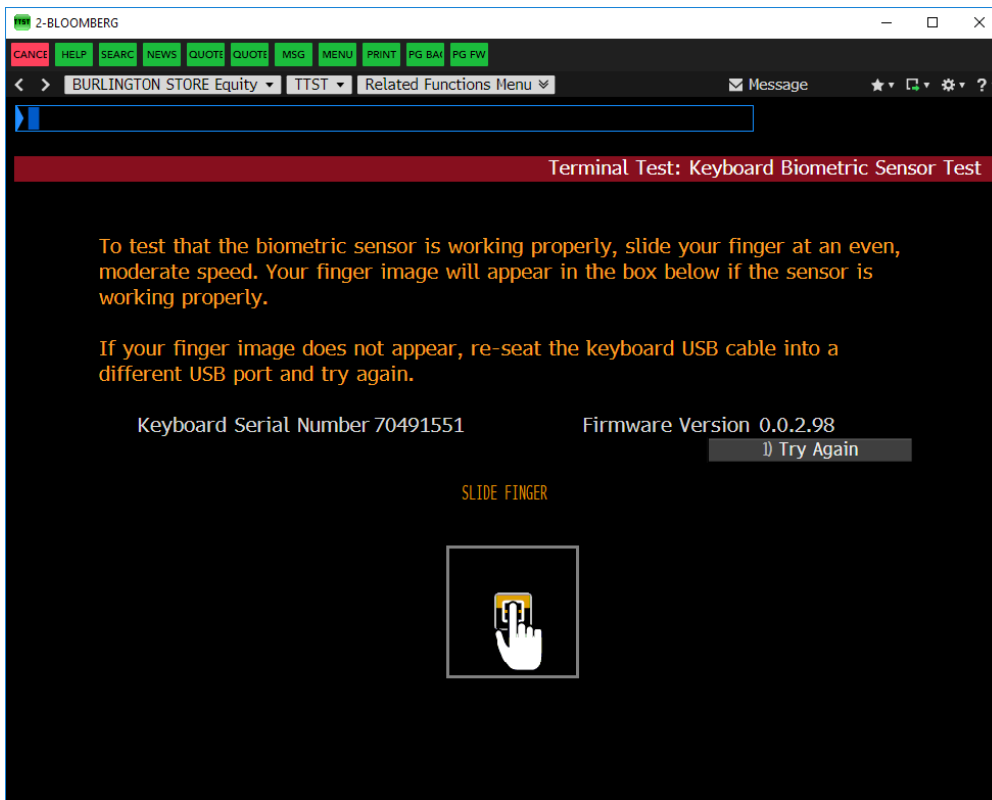 TTST 2-BLOOMBERG
CANCE HELP SEARC NEWS QUOTE QUOTE MSG MENU PRINT PG BAC PG FW
< > BURLINGTON STORE Equity TTST Related Functions Menu Message ?
Terminal Test: Keyboard Biometric Sensor Test
To test that the biometric sensor is working properly, slide your finger at an even,
moderate speed. Your finger image will appear in the box below if the sensor is
working properly.
If your finger image does not appear, re-seat the keyboard USB cable into a
different USB port and try again.
Keyboard Serial Number 70491551 Firmware Version 0.0.2.98
1) Try Again
SLIDE FINGER